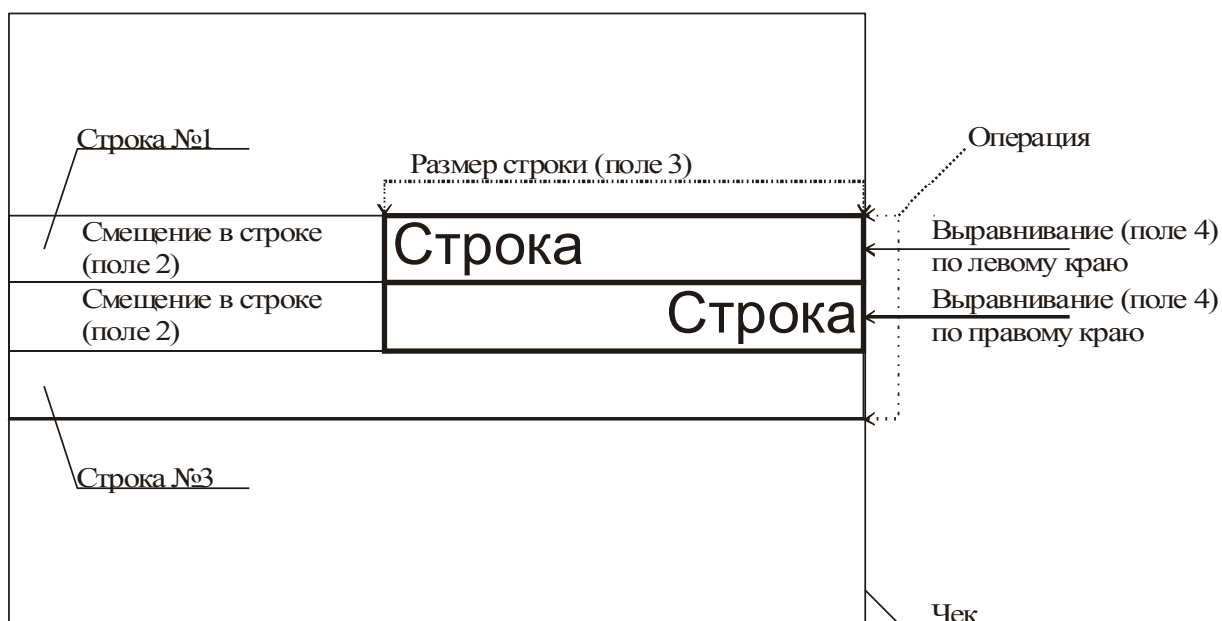 Строка №1
Операция
Размер строки (поле 3)
Смещение в строке
(поле 2)
Строка
Выравнивание (поле 4)
по левому краю
Смещение в строке
(поле 2)
Строка
Выравнивание (поле 4)
по правому краю
Строка №3
Чек